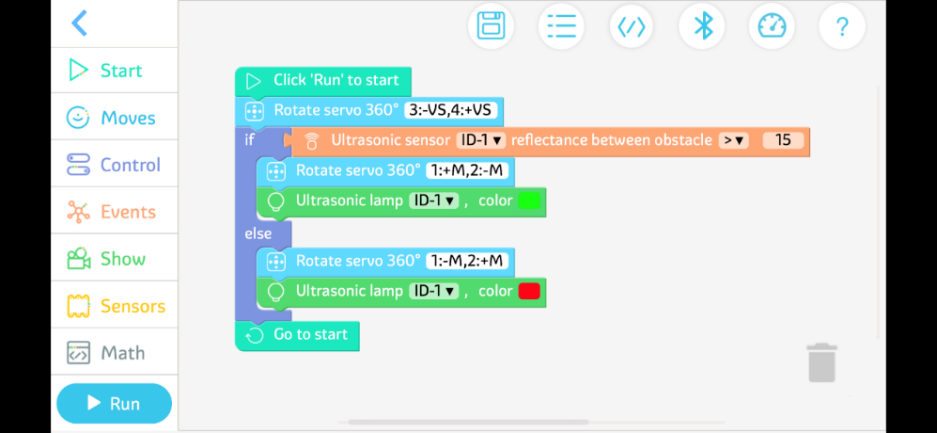 Start
Moves
Control
Events
Show
Sensors
Math
Run
?
Click 'Run' to start
Rotate servo 360° 3:-VS,4:+VS
if Ultrasonic sensor ID-1 ▾ reflectance between obstacle >▾ 15
Rotate servo 360° 1:+M,2:-M
Ultrasonic lamp ID-1 ▾ , color
else
Rotate servo 360° 1:-M,2:+M
Ultrasonic lamp ID-1 ▾ , color
Go to start